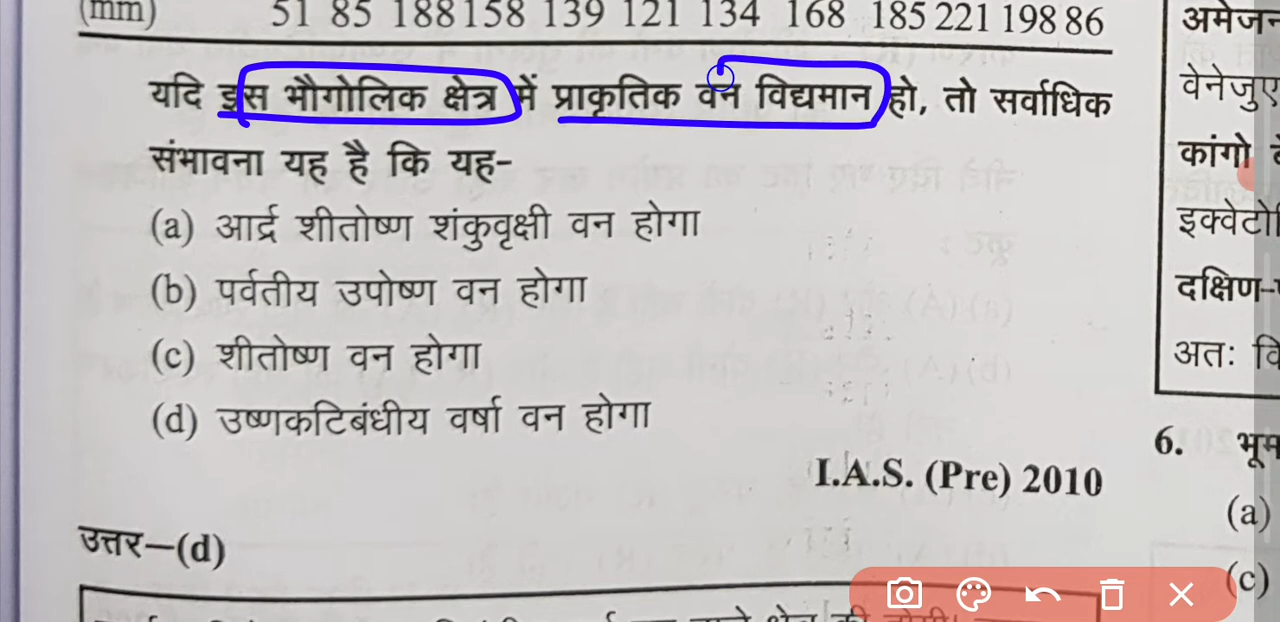 (mm) 51 85 188 158 139 121 134 168 185 221 198 86
यदि इस भौगोलिक क्षेत्र में प्राकृतिक वन विद्यमान हो, तो सर्वाधिक
संभावना यह है कि यह-
(a) आर्द्र शीतोष्ण शंकुवृक्षी वन होगा
(b) पर्वतीय उपोष्ण वन होगा
(c) शीतोष्ण वन होगा
(d) उष्णकटिबंधीय वर्षा वन होगा
I.A.S. (Pre) 2010
उत्तर–(d)
कांगो
दक्षिण-
अतः
6.
(a)
(c)